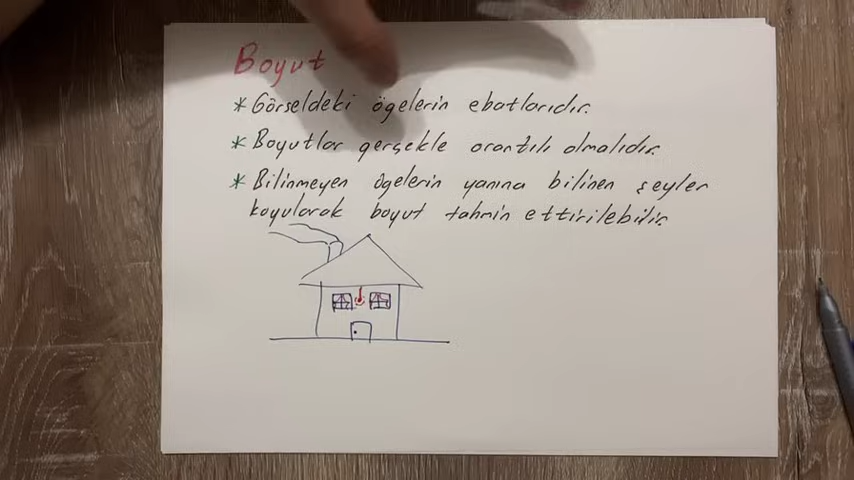 Boyut
* Görseldeki ögelerin ebatlarıdır.
* Boyutlar gerçekle orantılı olmalıdır.
* Bilinmeyen ögelerin yanına bilinen şeyler
koyularak boyut tahmin ettirilebilir.